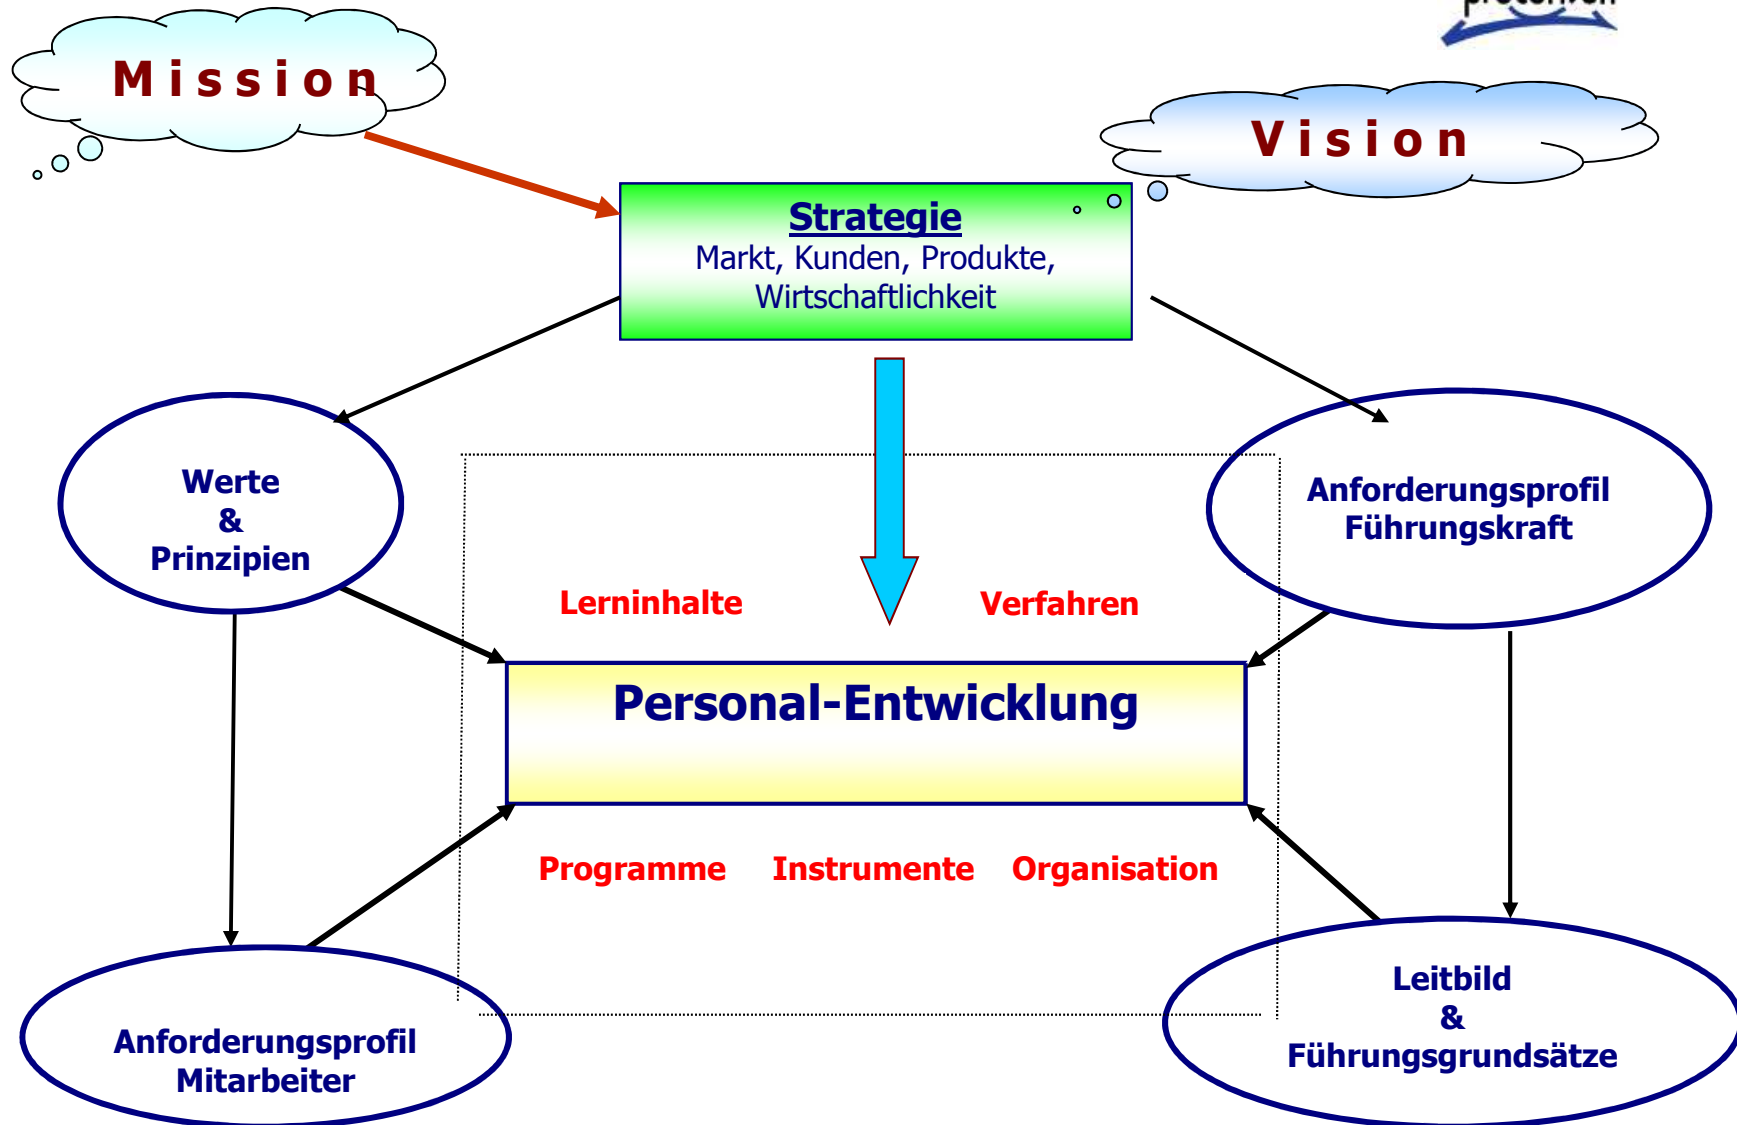 Mission
Vision
Strategie
Markt, Kunden, Produkte,
Wirtschaftlichkeit
Werte
&
Prinzipien
Anforderungsprofil
Führungskraft
Lerninhalte
Verfahren
Personal-Entwicklung
Programme
Instrumente
Organisation
Anforderungsprofil
Mitarbeiter
Leitbild
&
Führungsgrundsätze